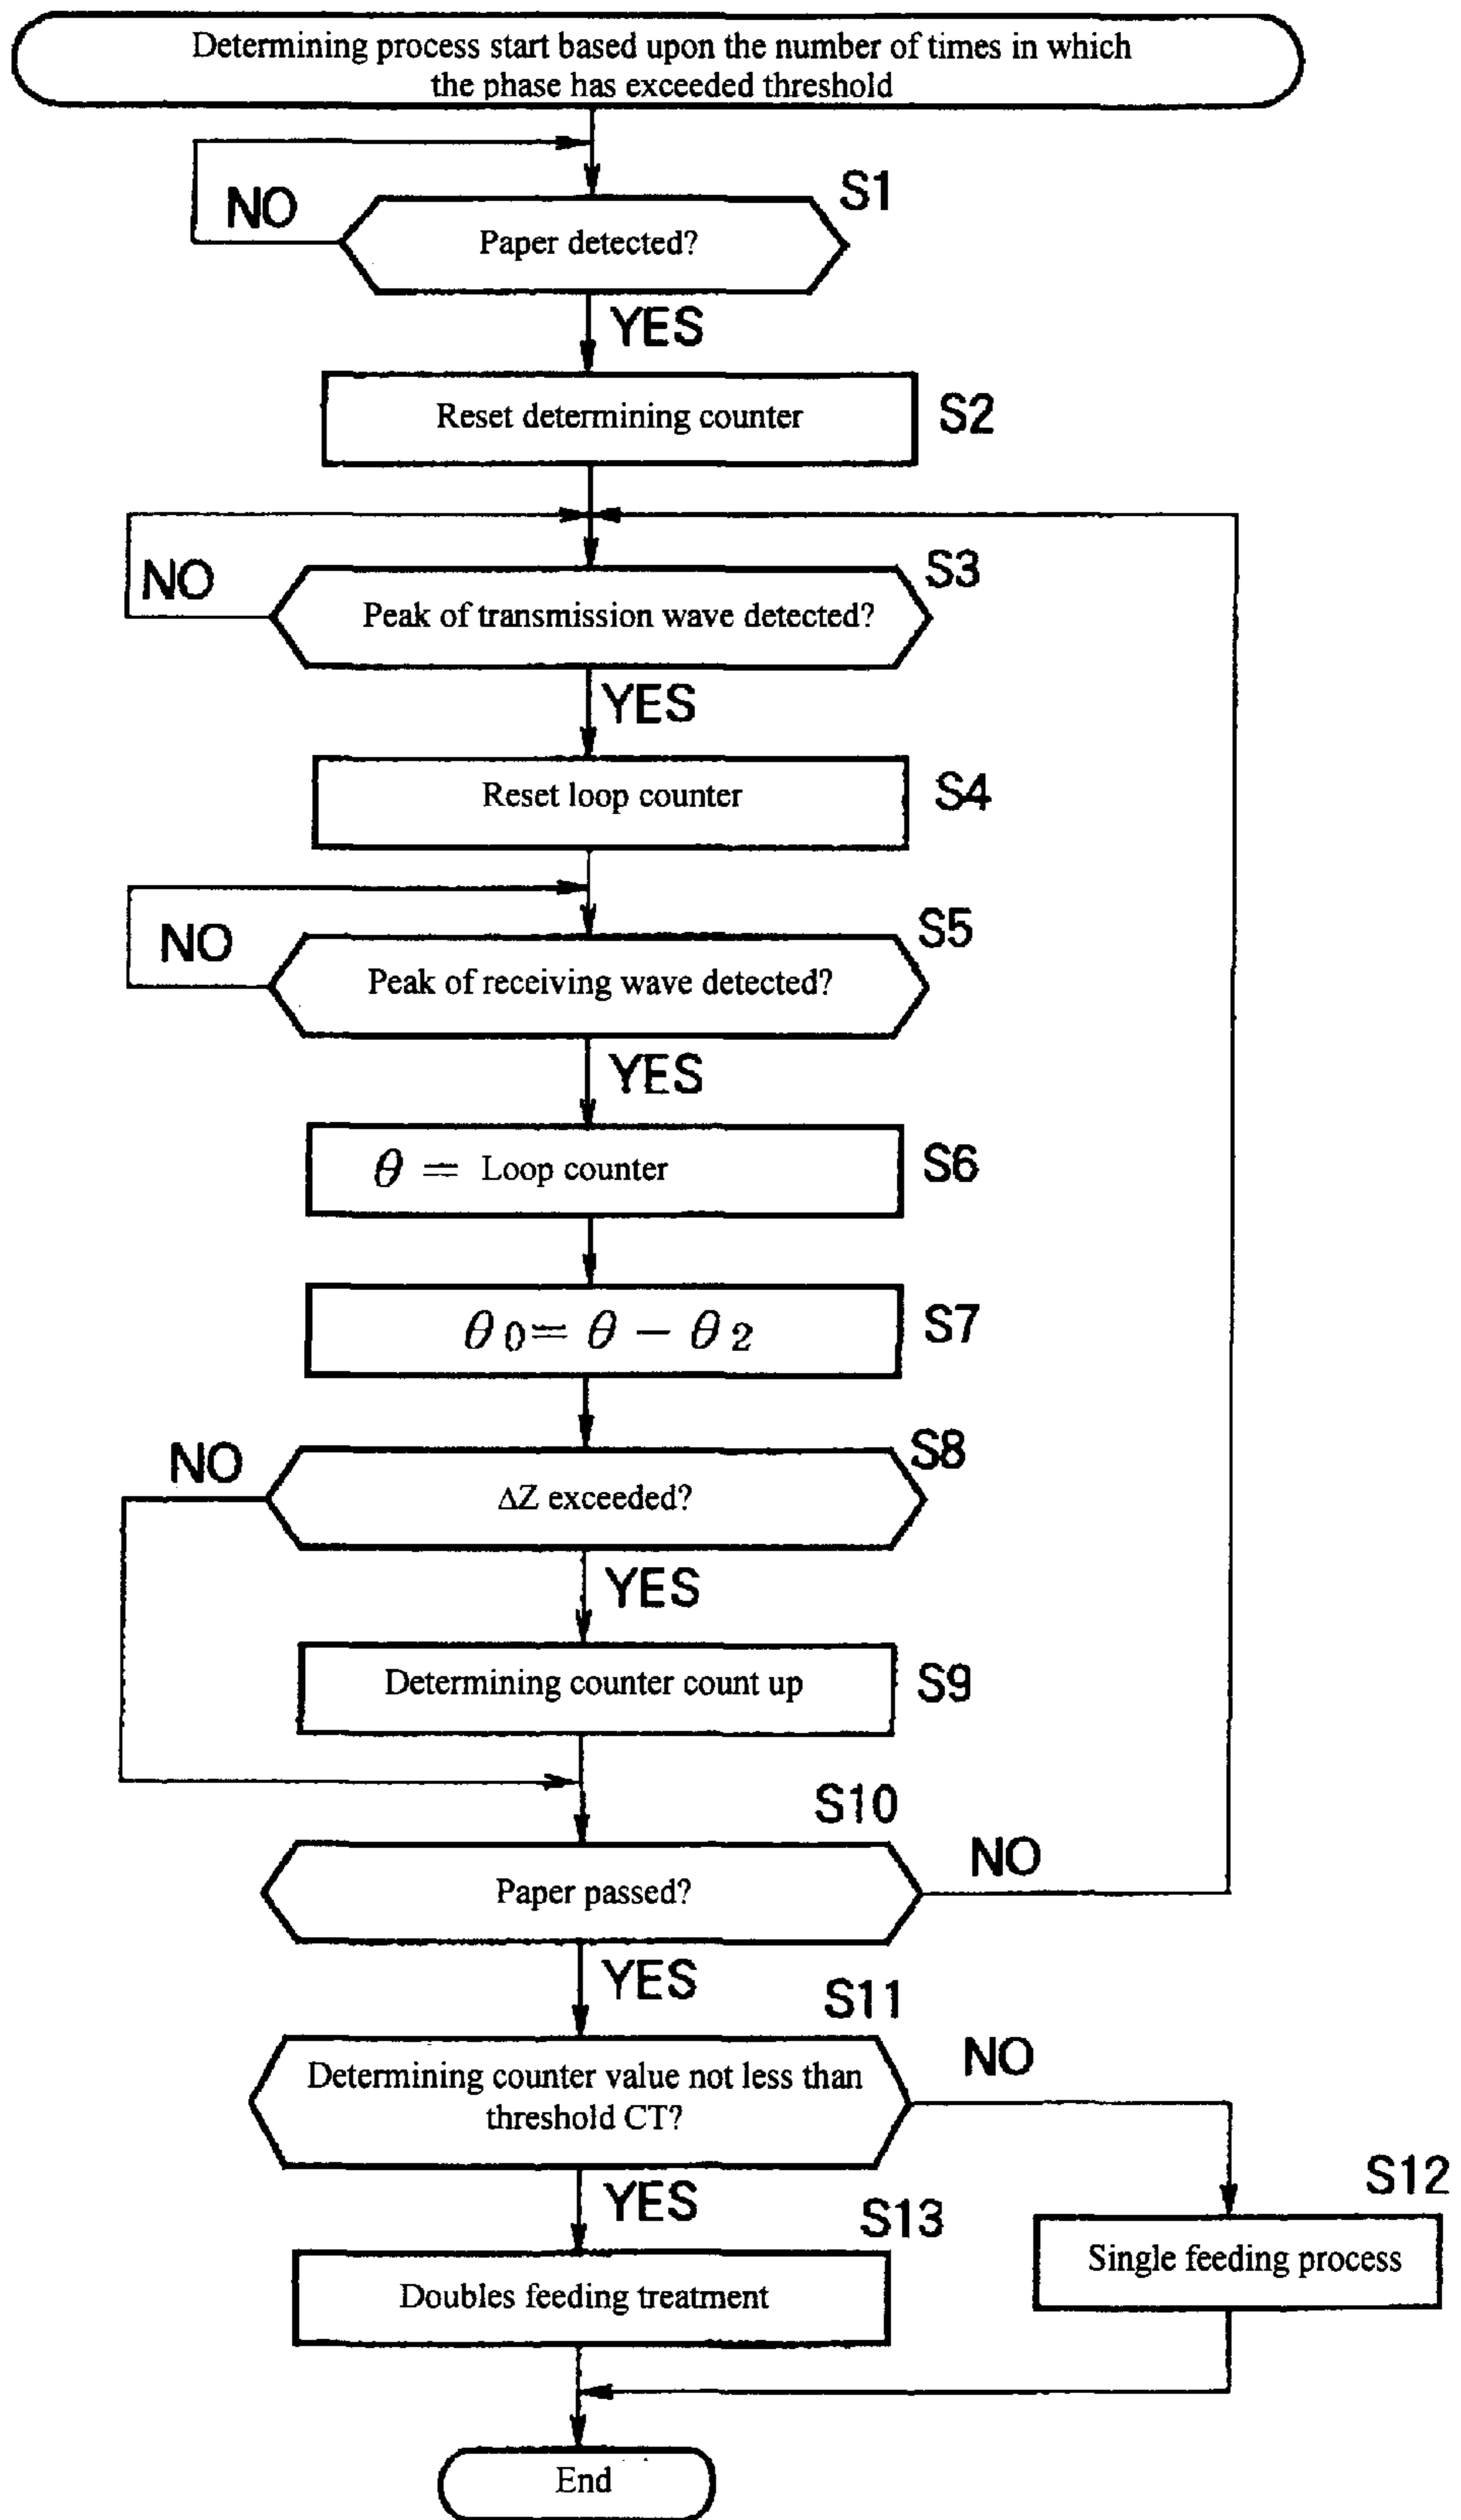 Determining process start based upon the number of times in which
the phase has exceeded threshold
NO
S1
Paper detected?
YES
Reset determining counter
S2
NO
S3
Peak of transmission wave detected?
YES
Reset loop counter
S4
NO
S5
Peak of receiving wave detected?
YES
θ = Loop counter
S6
θ0= θ − θ2
S7
NO
S8
ΔZ exceeded?
YES
Determining counter count up
S9
S10
Paper passed?
NO
YES
S11
Determining counter value not less than
threshold CT?
NO
YES
S13
S12
Doubles feeding treatment
Single feeding process
End